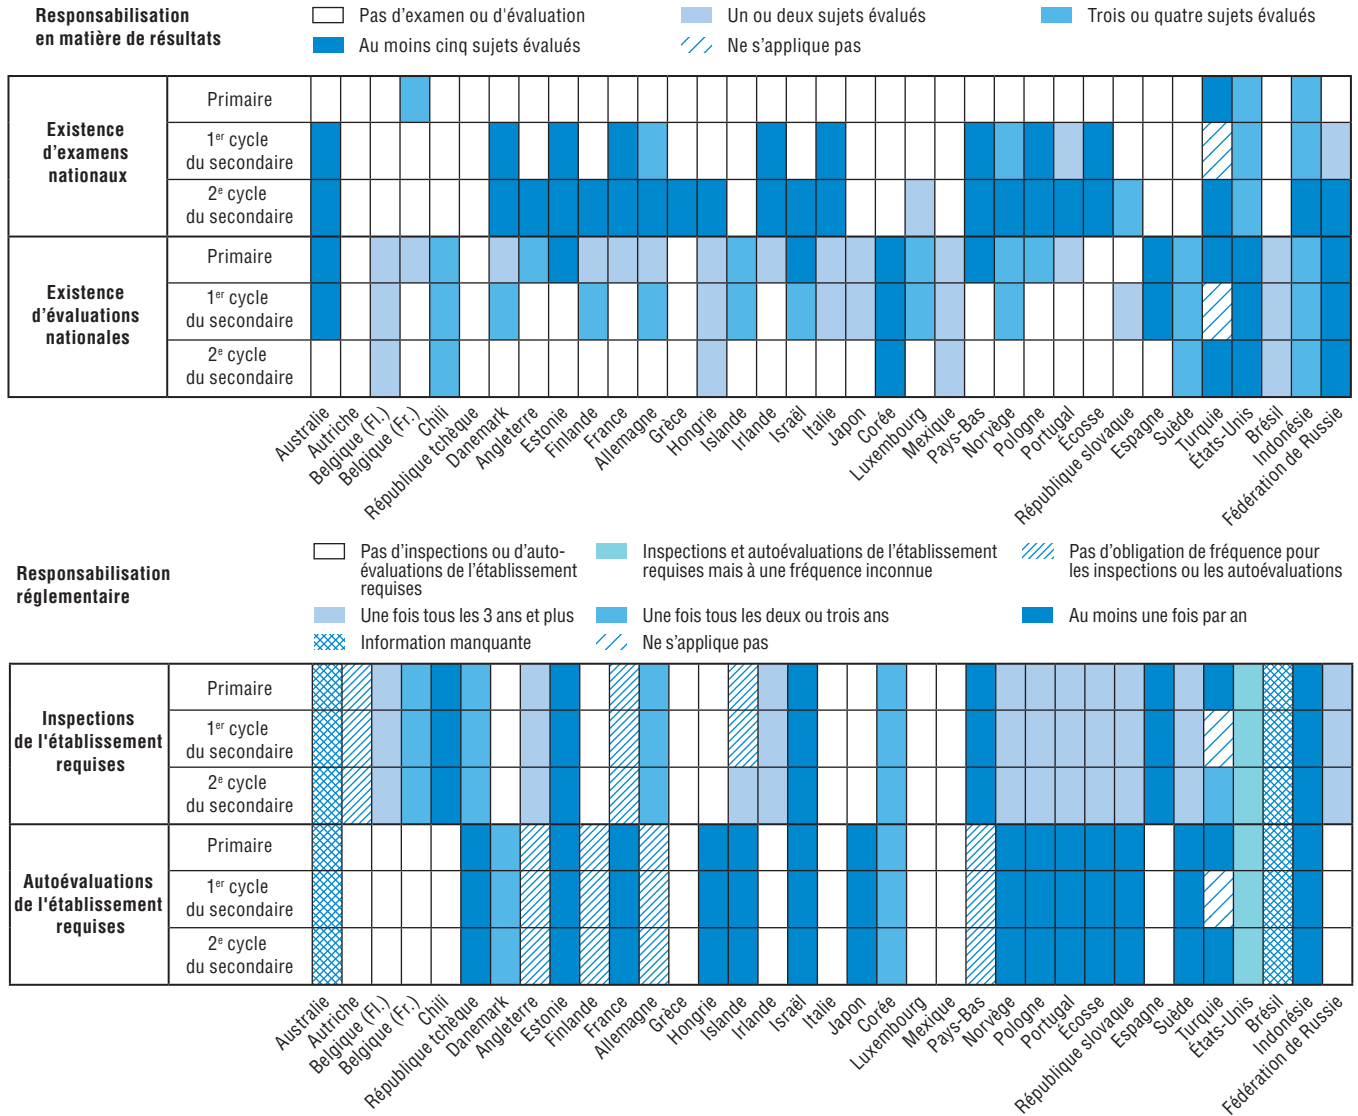 Responsabilisation
en matière de résultats
Pas d’examen ou d'évaluation
Un ou deux sujets évalués
Trois ou quatre sujets évalués
Au moins cinq sujets évalués
Ne s’applique pas
Existence
d’examens
nationaux
Primaire
1er cycle
du secondaire
2e cycle
du secondaire
Existence
d’évaluations
nationales
Primaire
1er cycle
du secondaire
2e cycle
du secondaire
Australie
Autriche
Belgique (Fl.)
Belgique (Fr.)
Chili
République tchèque
Danemark
Angleterre
Estonie
Finlande
France
Allemagne
Grèce
Hongrie
Islande
Irlande
Israël
Italie
Japon
Corée
Luxembourg
Mexique
Pays-Bas
Norvège
Pologne
Portugal
Écosse
République slovaque
Espagne
Suède
Turquie
États-Unis
Brésil
Indonésie
Fédération de Russie
Responsabilisation
réglementaire
Pas d’inspections ou d’auto-
évaluations de l’établissement
requises
Inspections et autoévaluations de l’établissement
requises mais à une fréquence inconnue
Pas d’obligation de fréquence pour
les inspections ou les autoévaluations
Une fois tous les 3 ans et plus
Une fois tous les deux ou trois ans
Au moins une fois par an
Information manquante
Ne s’applique pas
Inspections
de l'établissement
requises
Primaire
1er cycle
du secondaire
2e cycle
du secondaire
Autoévaluations
de l'établissement
requises
Primaire
1er cycle
du secondaire
2e cycle
du secondaire
Australie
Autriche
Belgique (Fl.)
Belgique (Fr.)
Chili
République tchèque
Danemark
Angleterre
Estonie
Finlande
France
Allemagne
Grèce
Hongrie
Islande
Irlande
Israël
Italie
Japon
Corée
Luxembourg
Mexique
Pays-Bas
Norvège
Pologne
Portugal
Écosse
République slovaque
Espagne
Suède
Turquie
États-Unis
Brésil
Indonésie
Fédération de Russie